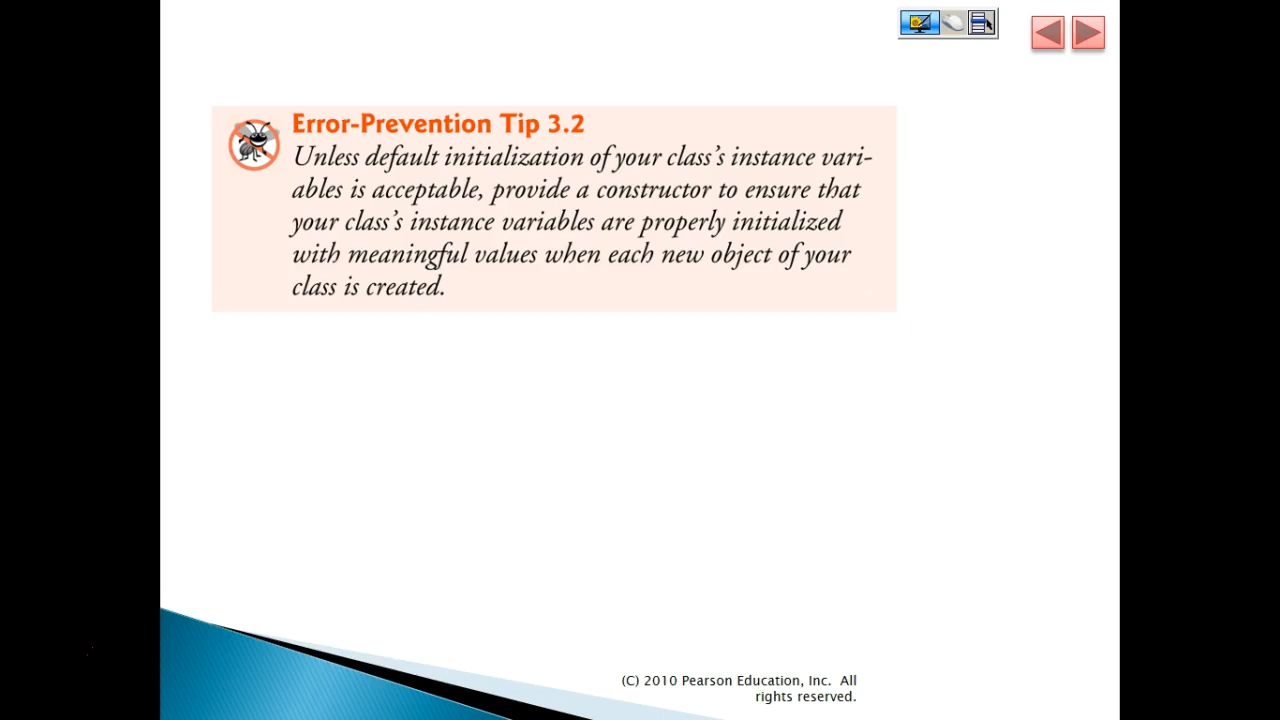 Error-Prevention Tip 3.2
Unless default initialization of your class’s instance vari-
ables is acceptable, provide a constructor to ensure that
your class’s instance variables are properly initialized
with meaningful values when each new object of your
class is created.
(C) 2010 Pearson Education, Inc.  All
rights reserved.